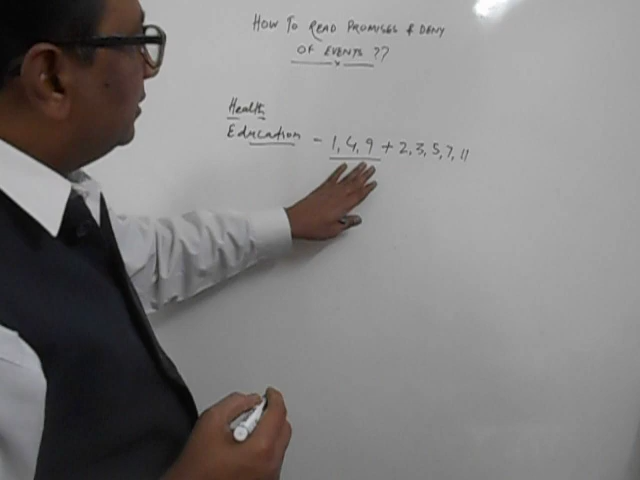 HOW TO READ PROMISES & DENY
OF EVENTS ??
Health
Education - 1, 4, 9 + 2, 3, 5, 7, 11